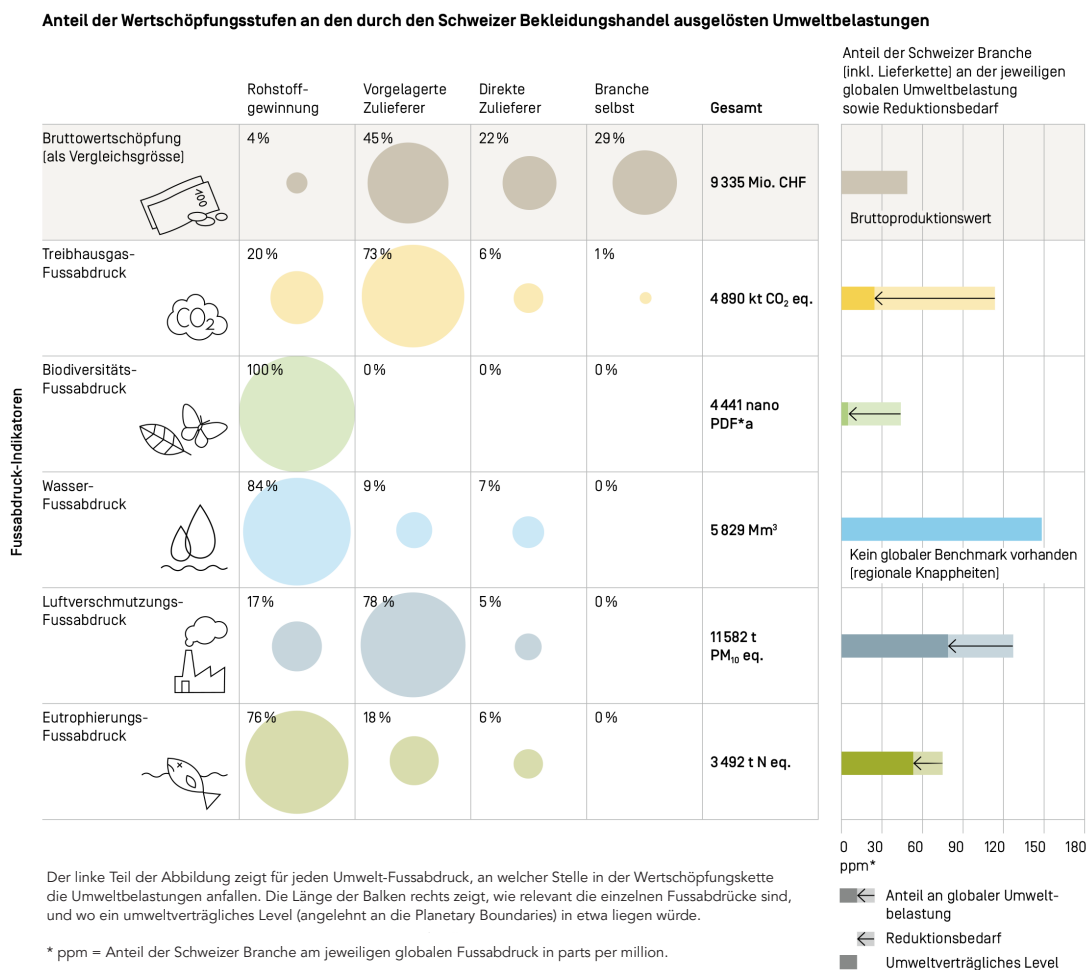 Anteil der Wertschöpfungsstufen an den durch den Schweizer Bekleidungshandel ausgelösten Umweltbelastungen
Anteil der Schweizer Branche
(inkl. Lieferkette) an der jeweiligen
globalen Umweltbelastung
sowie Reduktionsbedarf
Rohstoff-
gewinnung
Vorgelagerte
Zulieferer
Direkte
Zulieferer
Branche
selbst
Gesamt
Fussabdruck-Indikatoren
Bruttowertschöpfung
(als Vergleichsgrösse)
100
4 %
45 %
22 %
29 %
9 335 Mio. CHF
Bruttoproduktionswert
Treibhausgas-
Fussabdruck
CO₂
20 %
73 %
6 %
1 %
4 890 kt CO₂ eq.
Biodiversitäts-
Fussabdruck
100 %
0 %
0 %
0 %
4 441 nano
PDF*a
Wasser-
Fussabdruck
84 %
9 %
7 %
0 %
5 829 Mm³
Kein globaler Benchmark vorhanden
(regionale Knappheiten)
Luftverschmutzungs-
Fussabdruck
17 %
78 %
5 %
0 %
11 582 t
PM₁₀ eq.
Eutrophierungs-
Fussabdruck
76 %
18 %
6 %
0 %
3 492 t N eq.
0 30 60 90 120 150 180
ppm*
Anteil an globaler Umwelt-
belastung
Reduktionsbedarf
Umweltverträgliches Level
Der linke Teil der Abbildung zeigt für jeden Umwelt-Fussabdruck, an welcher Stelle in der Wertschöpfungskette
die Umweltbelastungen anfallen. Die Länge der Balken rechts zeigt, wie relevant die einzelnen Fussabdrücke sind,
und wo ein umweltverträgliches Level (angelehnt an die Planetary Boundaries) in etwa liegen würde.
* ppm = Anteil der Schweizer Branche am jeweiligen globalen Fussabdruck in parts per million.